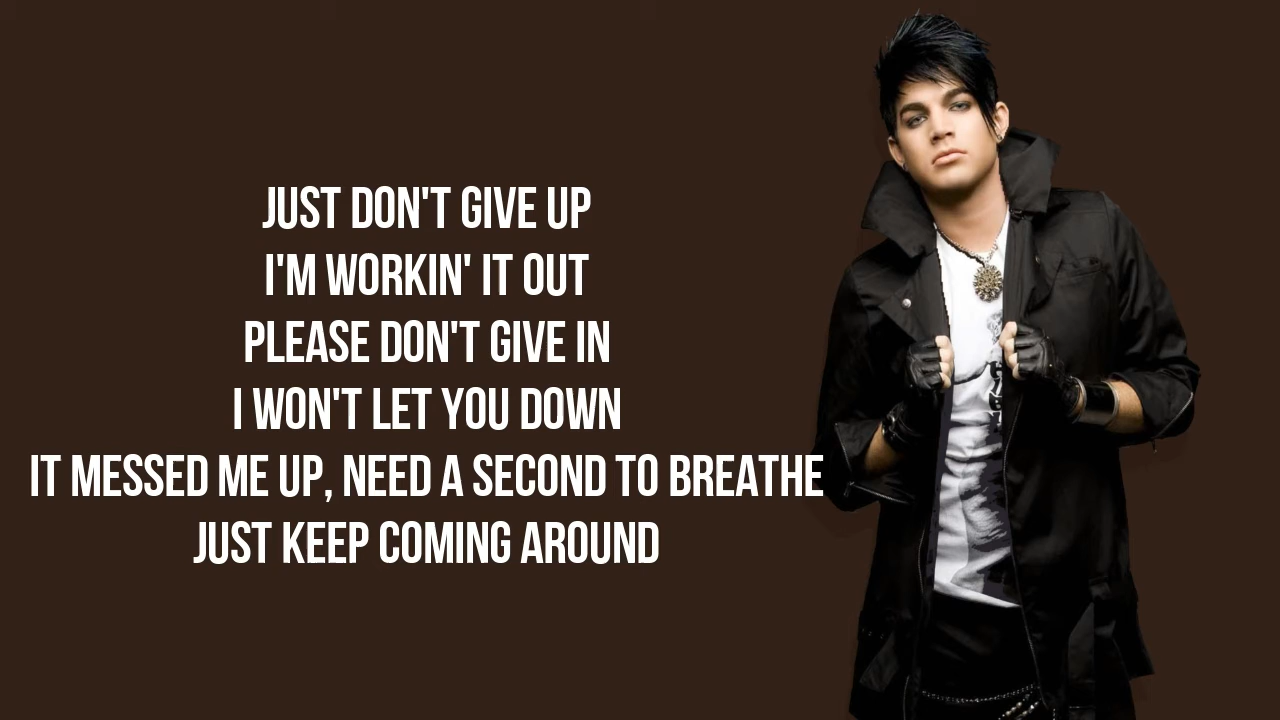 JUST DON'T GIVE UP
I'M WORKIN' IT OUT
PLEASE DON'T GIVE IN
I WON'T LET YOU DOWN
IT MESSED ME UP, NEED A SECOND TO BREATHE
JUST KEEP COMING AROUND